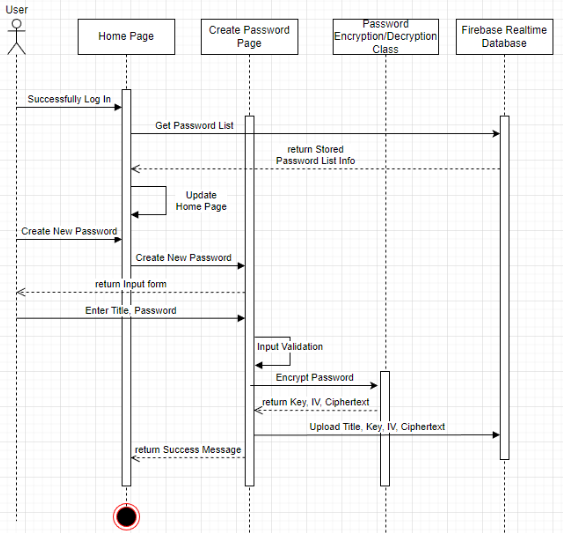 User
Home Page
Create Password
Page
Password
Encryption/Decryption
Class
Firebase Realtime
Database
Successfully Log In
Get Password List
return Stored
Password List Info
Update
Home Page
Create New Password
Create New Password
return Input form
Enter Title, Password
Input Validation
Encrypt Password
return Key, IV, Ciphertext
Upload Title, Key, IV, Ciphertext
return Success Message